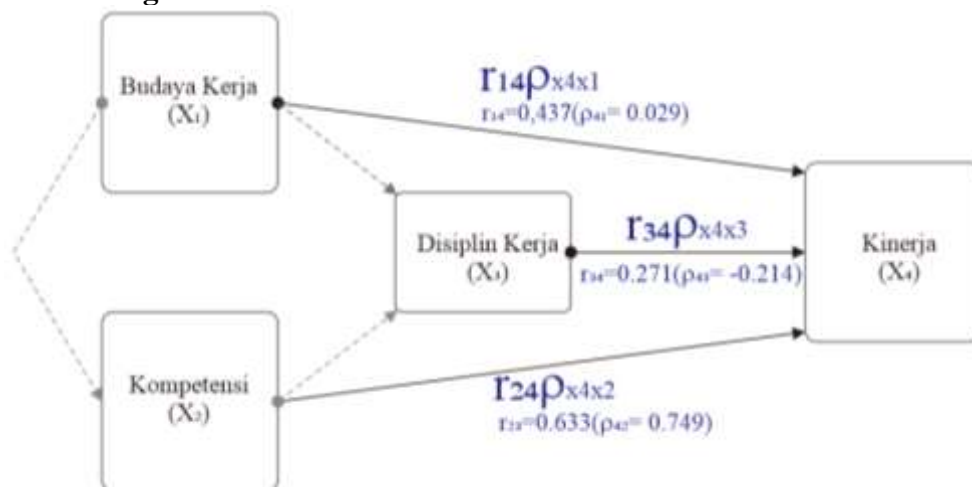 Budaya Kerja
(X₁)
r14ρx4x1
r₁₄=0,437(ρ₄₁= 0.029)
Disiplin Kerja
(X₃)
r34ρx4x3
r₃₄=0.271(ρ₄₃= -0.214)
Kinerja
(X₄)
Kompetensi
(X₂)
r24ρx4x2
r₂₄=0.633(ρ₄₂= 0.749)